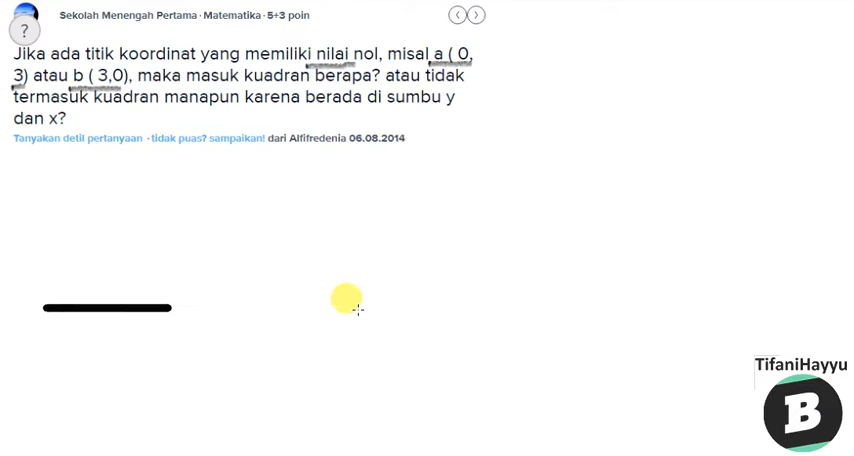 Sekolah Menengah Pertama · Matematika · 5+3 poin
?
Jika ada titik koordinat yang memiliki nilai nol, misal a ( 0,
3) atau b ( 3,0), maka masuk kuadran berapa? atau tidak
termasuk kuadran manapun karena berada di sumbu y
dan x?
Tanyakan detil pertanyaan · tidak puas? sampaikan! dari Alfifredenia 06.08.2014
TifaniHayyu
B